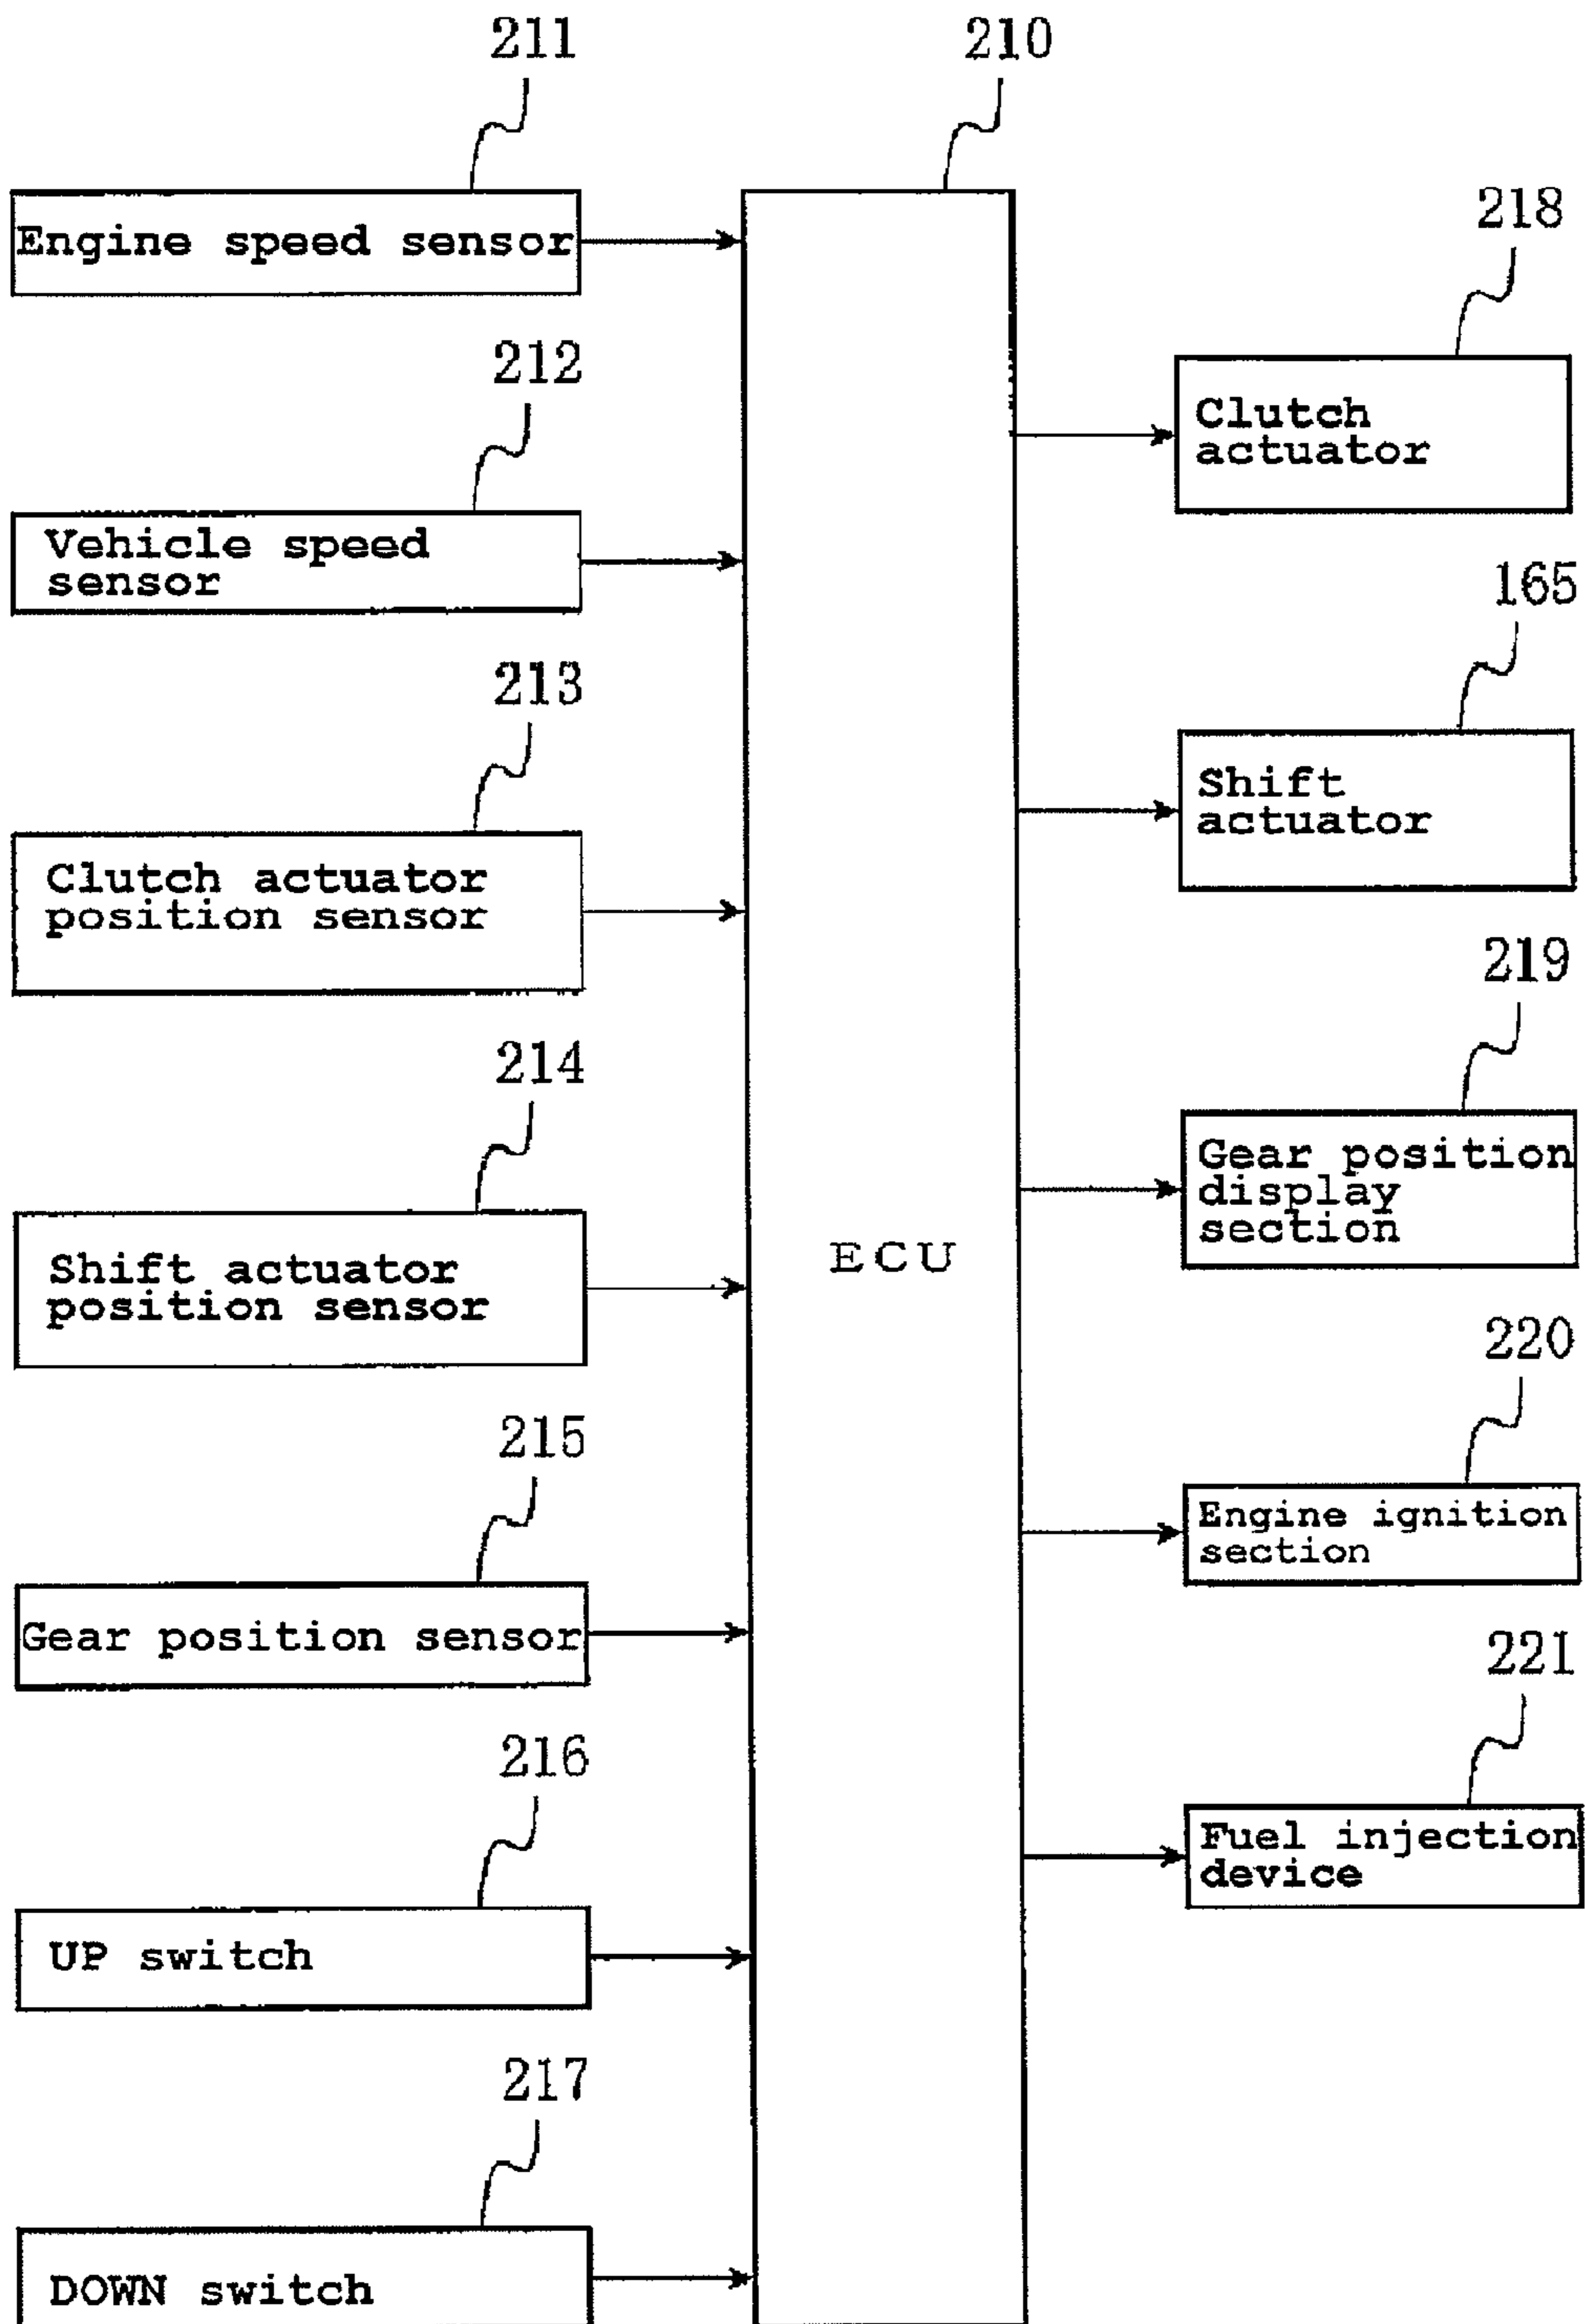 211
210
Engine speed sensor
218
212
Clutch
actuator
Vehicle speed
sensor
165
213
Shift
actuator
Clutch actuator
position sensor
219
214
Gear position
display
section
ECU
Shift actuator
position sensor
220
215
Engine ignition
section
Gear position sensor
221
216
Fuel injection
device
UP switch
217
DOWN switch